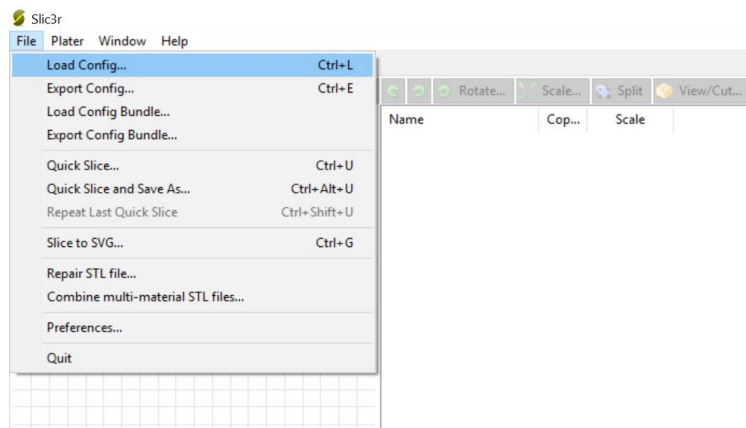 Slic3r
File Plater Window Help
Load Config... Ctrl+L
Export Config... Ctrl+E
Load Config Bundle...
Export Config Bundle...
Quick Slice... Ctrl+U
Quick Slice and Save As... Ctrl+Alt+U
Repeat Last Quick Slice Ctrl+Shift+U
Slice to SVG... Ctrl+G
Repair STL file...
Combine multi-material STL files...
Preferences...
Quit
Rotate... Scale... Split View/Cut...
Name Cop... Scale